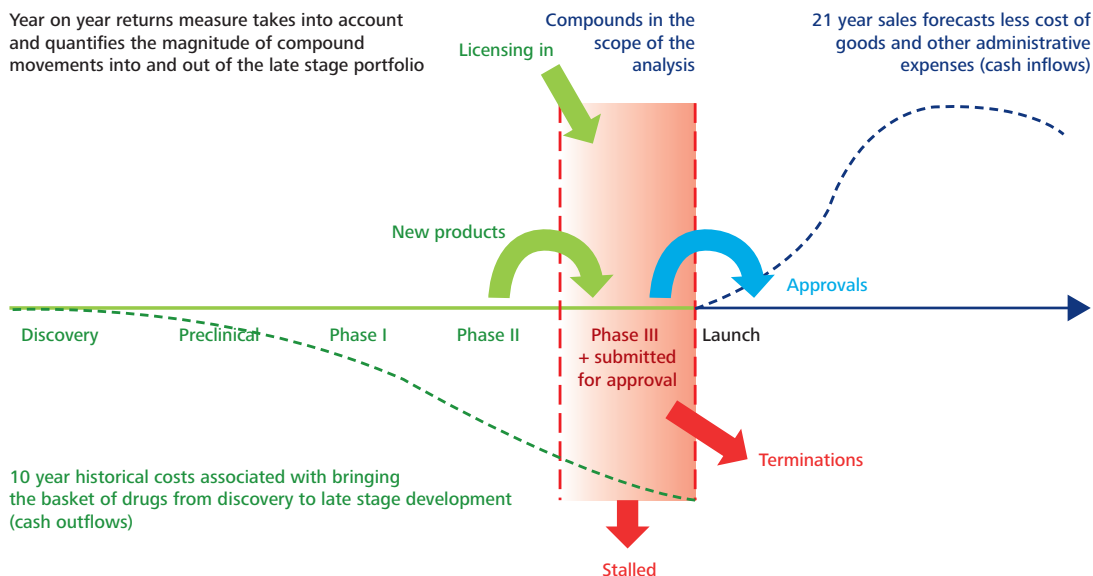 Year on year returns measure takes into account
and quantifies the magnitude of compound
movements into and out of the late stage portfolio
Licensing in
Compounds in the
scope of the
analysis
21 year sales forecasts less cost of
goods and other administrative
expenses (cash inflows)
New products
Approvals
Discovery
Preclinical
Phase I
Phase II
Phase III
+ submitted
for approval
Launch
Terminations
10 year historical costs associated with bringing
the basket of drugs from discovery to late stage development
(cash outflows)
Stalled